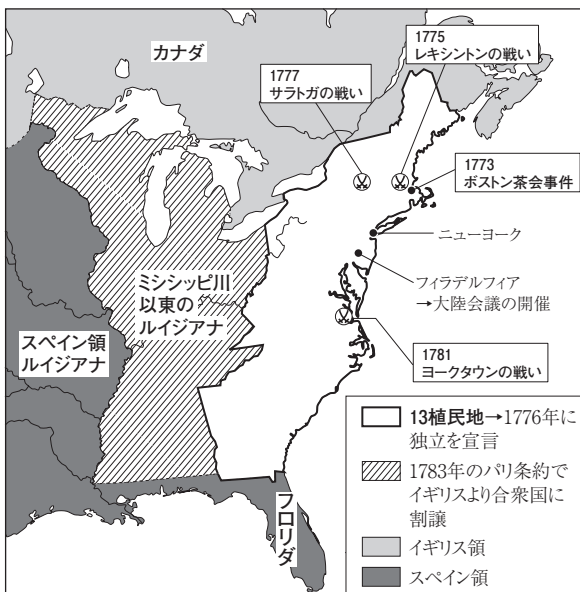 カナダ
1777
サラトガの戦い
1775
レキシントンの戦い
1773
ボストン茶会事件
ニューヨーク
フィラデルフィア
→大陸会議の開催
1781
ヨークタウンの戦い
ミシシッピ川
以東の
ルイジアナ
スペイン領
ルイジアナ
フロリダ
13植民地→1776年に
独立を宣言
1783年のパリ条約で
イギリスより合衆国に
割譲
イギリス領
スペイン領